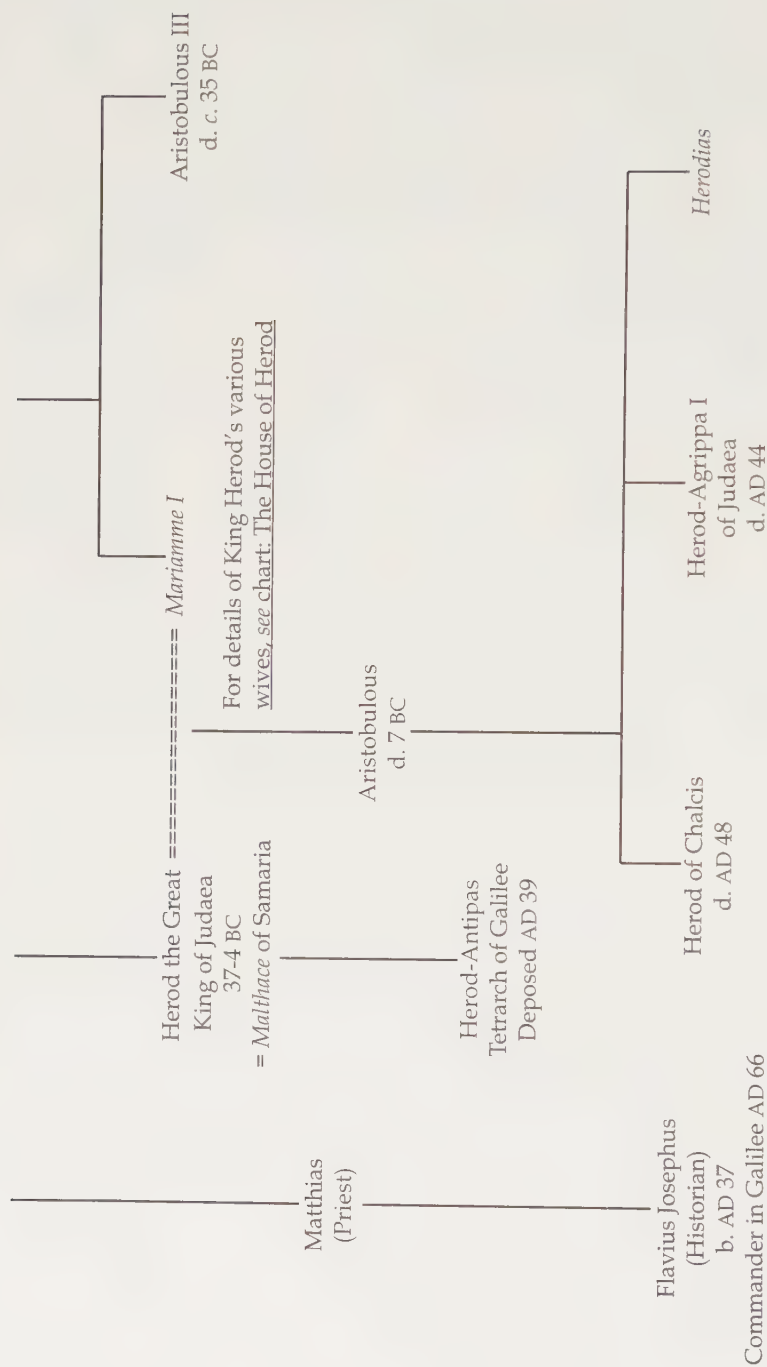 Aristobulous III
d. c. 35 BC
Herod the Great ================== Mariamme I
King of Judaea
37-4 BC
= Malthace of Samaria
For details of King Herod's various
wives, see chart: The House of Herod
Matthias
(Priest)
Aristobulous
d. 7 BC
Herod-Antipas
Tetrarch of Galilee
Deposed AD 39
Flavius Josephus
(Historian)
b. AD 37
Commander in Galilee AD 66
Herod of Chalcis
d. AD 48
Herod-Agrippa I
of Judaea
d. AD 44
Herodias